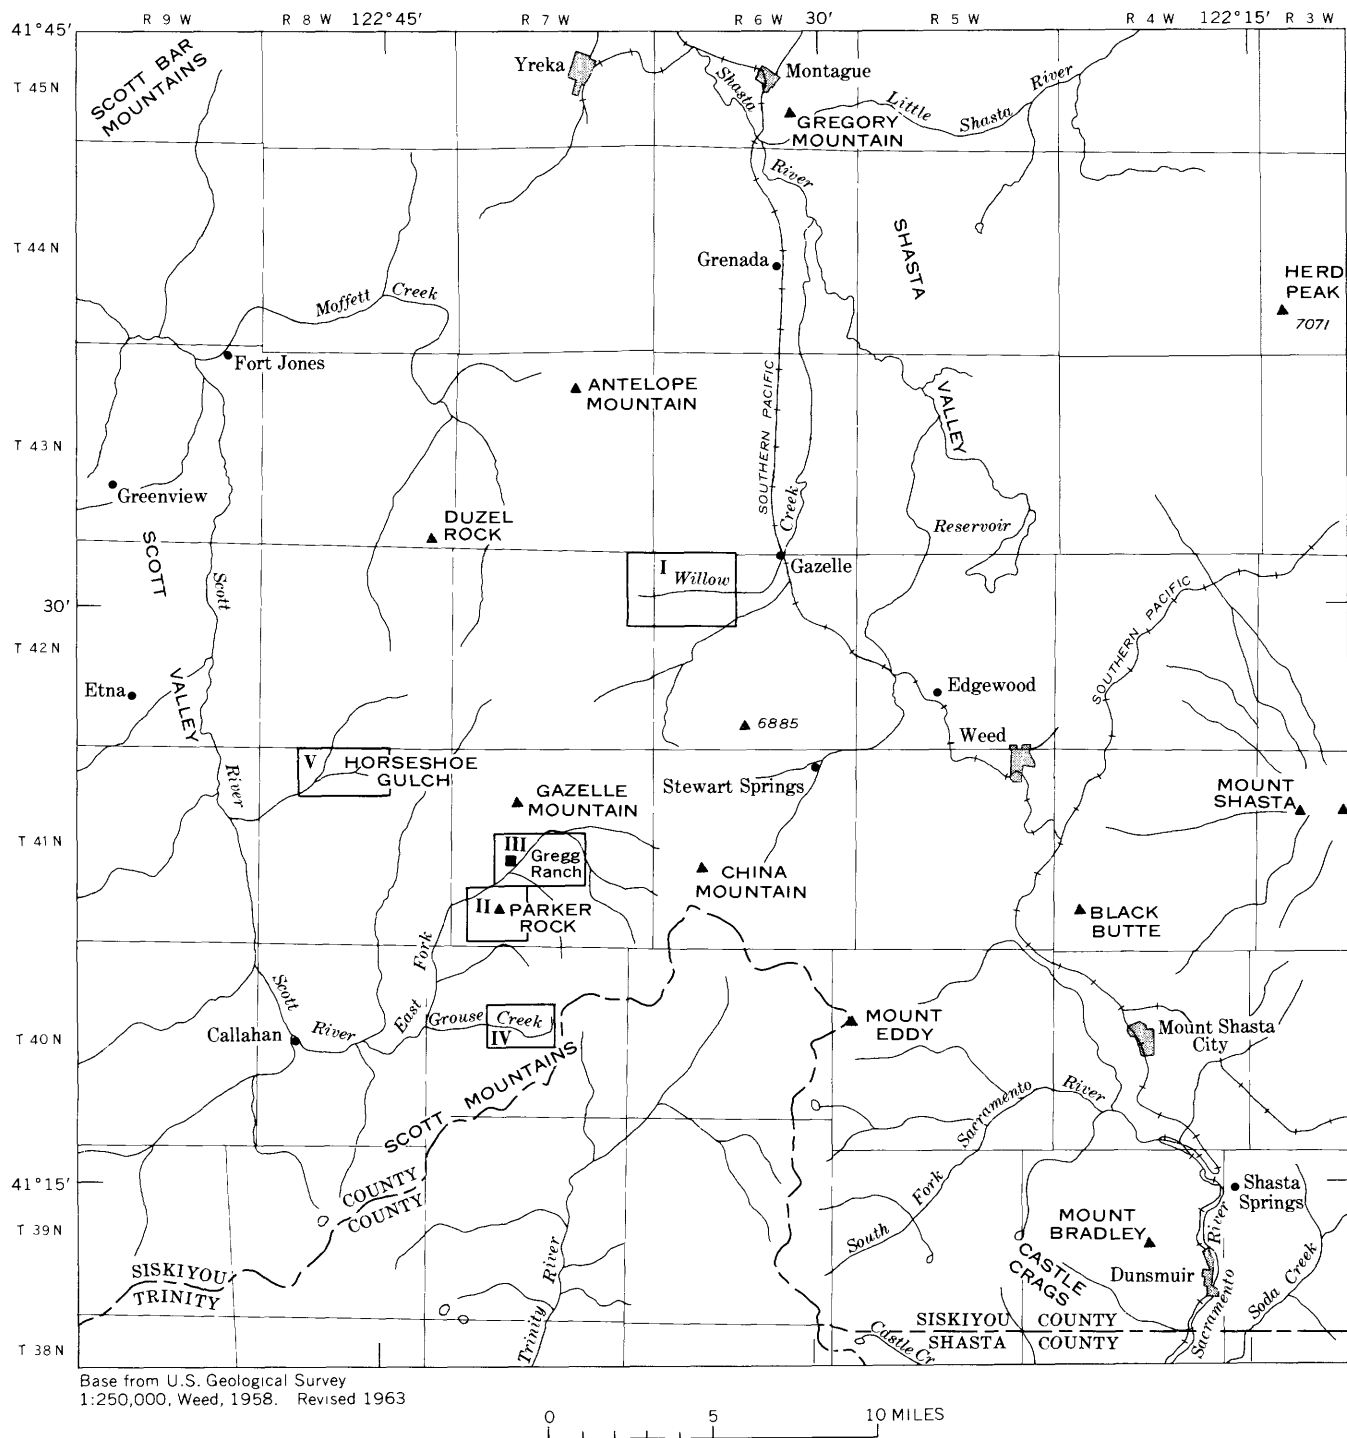 R 9 W
R 8 W
122°45′
R 7 W
R 6 W
30′
R 5 W
R 4 W
122°15′
R 3 W
41°45′
SCOTT BAR
MOUNTAINS
T 45 N
Yreka
Shasta
Montague
Little
Shasta
River
GREGORY
MOUNTAIN
River
T 44 N
SHASTA
Grenada
HERD
PEAK
7071
Moffett
Creek
Fort Jones
ANTELOPE
MOUNTAIN
SOUTHERN PACIFIC
VALLEY
T 43 N
Greenview
Creek
DUZEL
ROCK
Reservoir
SCOTT
Scott
I
Willow
Gazelle
30′
SOUTHERN PACIFIC
T 42 N
Etna
VALLEY
Edgewood
6885
Weed
V
HORSESHOE
GULCH
River
GAZELLE
MOUNTAIN
Stewart Springs
MOUNT
SHASTA
T 41 N
III
Gregg
Ranch
CHINA
MOUNTAIN
II
PARKER
ROCK
BLACK
BUTTE
Fork
Scott
East
Grouse
Creek
IV
MOUNT
EDDY
Mount Shasta
City
T 40 N
Callahan
River
SCOTT MOUNTAINS
Sacramento
River
41°15′
COUNTY
COUNTY
South
Fork
Shasta
Springs
T 39 N
MOUNT
BRADLEY
River
CASTLE
CRAGS
Dunsmuir
Soda Creek
SISKIYOU
TRINITY
River
Trinity
Sacramento
SISKIYOU COUNTY
SHASTA COUNTY
Castle Cr
T 38 N
Base from U.S. Geological Survey
1:250,000, Weed, 1958. Revised 1963
0 5 10 MILES